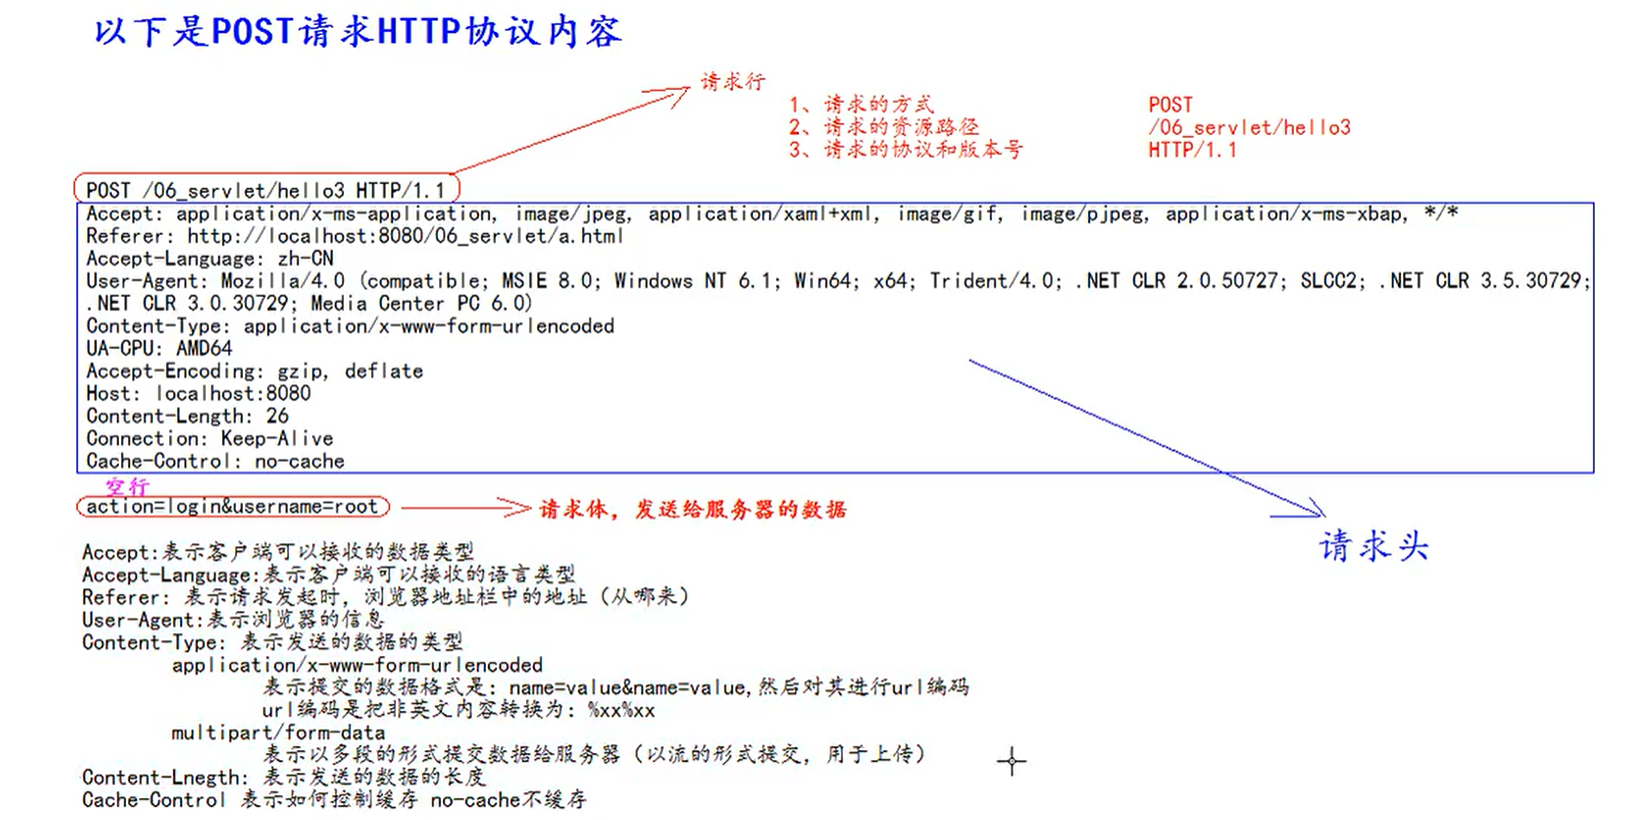 以下是POST请求HTTP协议内容
请求行
1、请求的方式 POST
2、请求的资源路径 /06_servlet/hello3
3、请求的协议和版本号 HTTP/1.1
POST /06_servlet/hello3 HTTP/1.1
Accept: application/x-ms-application, image/jpeg, application/xaml+xml, image/gif, image/pjpeg, application/x-ms-xbap, */*
Referer: http://localhost:8080/06_servlet/a.html
Accept-Language: zh-CN
User-Agent: Mozilla/4.0 (compatible; MSIE 8.0; Windows NT 6.1; Win64; x64; Trident/4.0; .NET CLR 2.0.50727; SLCC2; .NET CLR 3.5.30729;
.NET CLR 3.0.30729; Media Center PC 6.0)
Content-Type: application/x-www-form-urlencoded
UA-CPU: AMD64
Accept-Encoding: gzip, deflate
Host: localhost:8080
Content-Length: 26
Connection: Keep-Alive
Cache-Control: no-cache
空行
action=login&username=root 请求体，发送给服务器的数据
请求头
Accept:表示客户端可以接收的数据类型
Accept-Language:表示客户端可以接收的语言类型
Referer: 表示请求发起时，浏览器地址栏中的地址（从哪来）
User-Agent:表示浏览器的信息
Content-Type: 表示发送的数据的类型
application/x-www-form-urlencoded
表示提交的数据格式是: name=value&name=value,然后对其进行url编码
url编码是把非英文内容转换为: %xx%xx
multipart/form-data
表示以多段的形式提交数据给服务器（以流的形式提交，用于上传）
Content-Lnegth: 表示发送的数据的长度
Cache-Control 表示如何控制缓存 no-cache不缓存